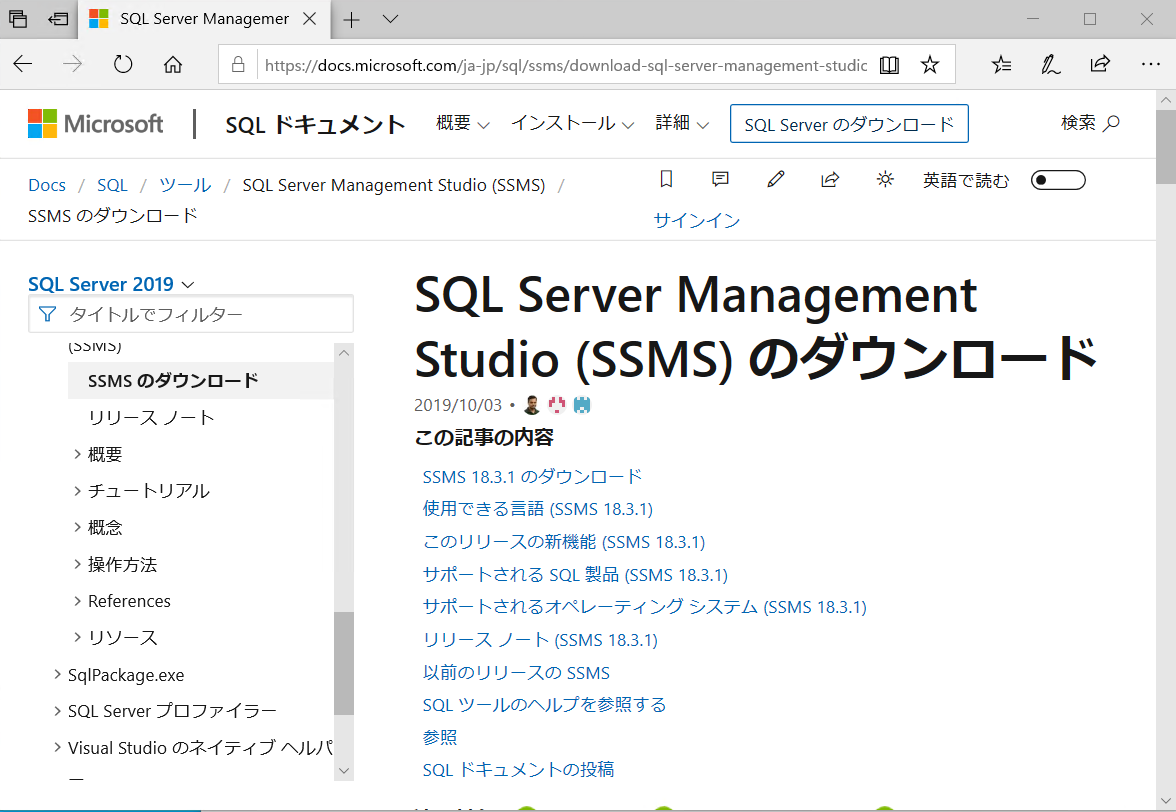 SQL Server Managemer
https://docs.microsoft.com/ja-jp/sql/ssms/download-sql-server-management-studic
Microsoft
SQL ドキュメント 概要 インストール 詳細 SQL Server のダウンロード 検索
Docs / SQL / ツール / SQL Server Management Studio (SSMS) /
SSMS のダウンロード
英語で読む
サインイン
SQL Server 2019
タイトルでフィルター
(SSMS)
SSMS のダウンロード
リリース ノート
概要
チュートリアル
概念
操作方法
References
リソース
SqlPackage.exe
SQL Server プロファイラー
Visual Studio のネイティブ ヘルパ
ー
SQL Server Management
Studio (SSMS) のダウンロード
2019/10/03 •
この記事の内容
SSMS 18.3.1 のダウンロード
使用できる言語 (SSMS 18.3.1)
このリリースの新機能 (SSMS 18.3.1)
サポートされる SQL 製品 (SSMS 18.3.1)
サポートされるオペレーティング システム (SSMS 18.3.1)
リリース ノート (SSMS 18.3.1)
以前のリリースの SSMS
SQL ツールのヘルプを参照する
参照
SQL ドキュメントの投稿